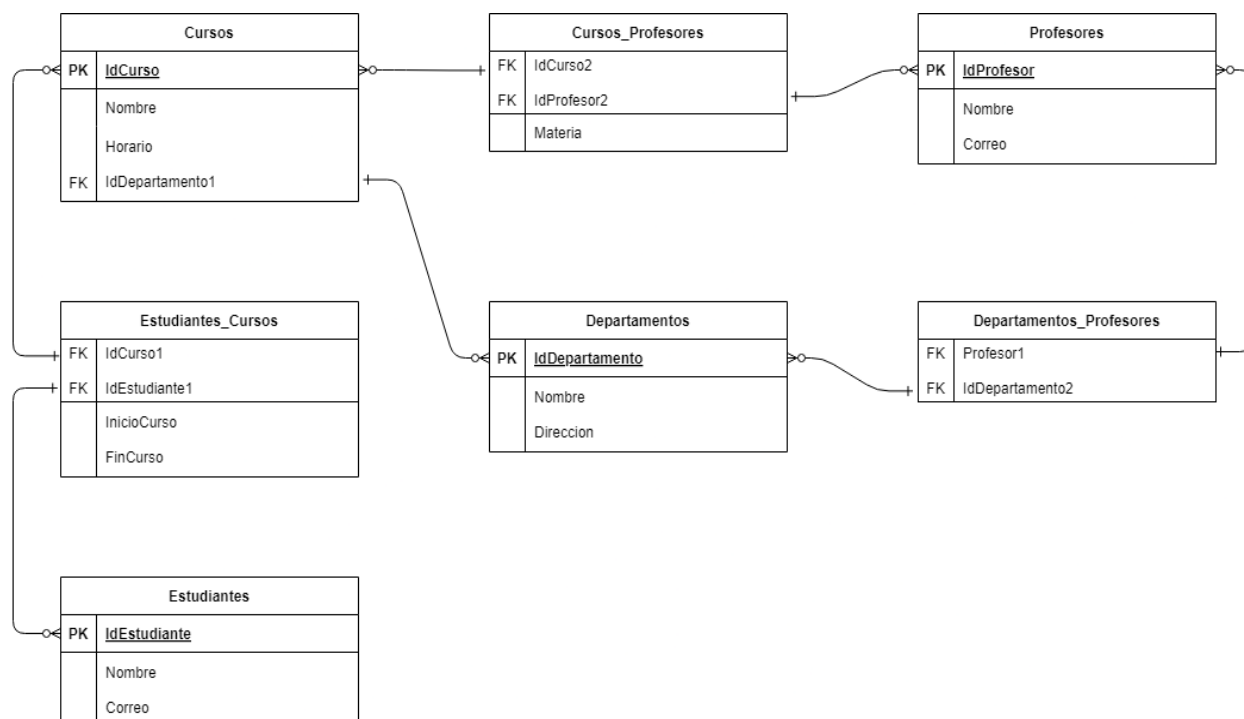 Cursos
PK IdCurso
Nombre
Horario
FK IdDepartamento1
Cursos_Profesores
FK IdCurso2
FK IdProfesor2
Materia
Profesores
PK IdProfesor
Nombre
Correo
Estudiantes_Cursos
FK IdCurso1
FK IdEstudiante1
InicioCurso
FinCurso
Departamentos
PK IdDepartamento
Nombre
Direccion
Departamentos_Profesores
FK Profesor1
FK IdDepartamento2
Estudiantes
PK IdEstudiante
Nombre
Correo